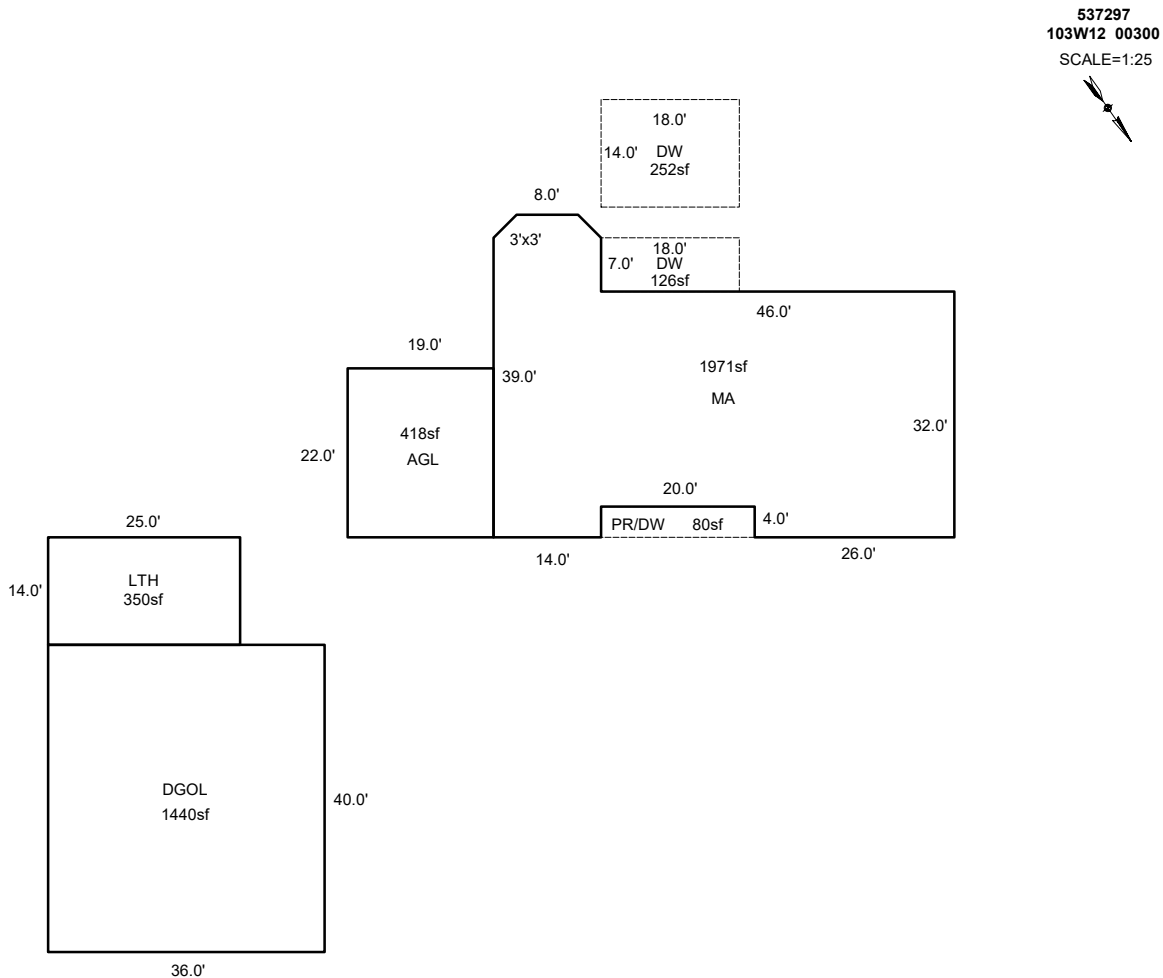 537297
103W12 00300
SCALE=1:25
18.0'
14.0' DW
252sf
8.0'
3'x3'
18.0'
7.0' DW
126sf
46.0'
19.0'
39.0'
1971sf
MA
32.0'
418sf
22.0'
AGL
20.0'
PR/DW 80sf
4.0'
14.0'
26.0'
25.0'
14.0'
LTH
350sf
DGOL
1440sf
40.0'
36.0'